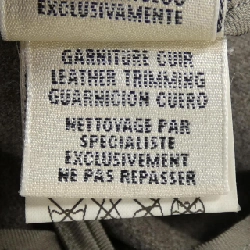 EXCLUSIVAMENTE
GARNITURE CUIR
LEATHER TRIMMING
GUARNICION CUERO
NETTOYAGE PAR
SPECIALISTE
EXCLUSIVEMENT
NE PAS REPASSER